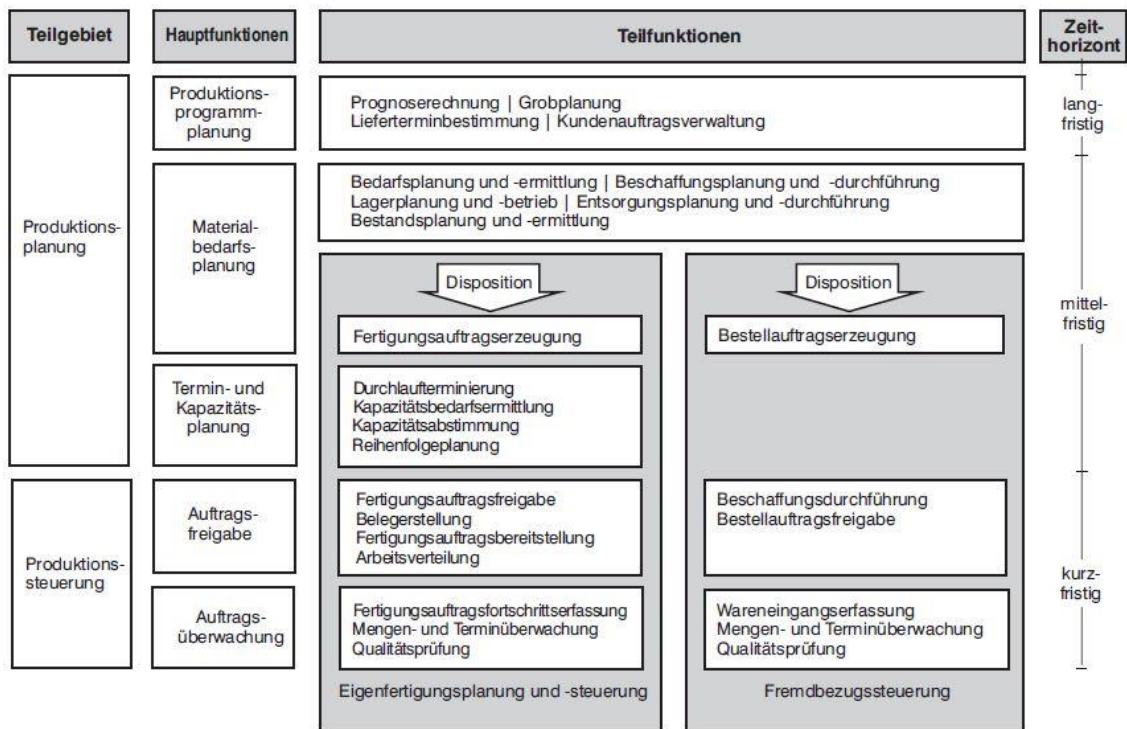 Teilgebiet
Hauptfunktionen
Teilfunktionen
Zeit-
horizont
Produktions-
planung
Produktions-
programm-
planung
Prognoserechnung | Grobplanung
Lieferterminbestimmung | Kundenauftragsverwaltung
lang-
fristig
Material-
bedarfs-
planung
Bedarfsplanung und -ermittlung | Beschaffungsplanung und -durchführung
Lagerplanung und -betrieb | Entsorgungsplanung und -durchführung
Bestandsplanung und -ermittlung
Disposition
Disposition
mittel-
fristig
Fertigungsauftragserzeugung
Bestellauftragserzeugung
Termin- und
Kapazitäts-
planung
Durchlaufterminierung
Kapazitätsbedarfsermittlung
Kapazitätsabstimmung
Reihenfolgeplanung
Produktions-
steuerung
Auftrags-
freigabe
Fertigungsauftragsfreigabe
Belegerstellung
Fertigungsauftragsbereitstellung
Arbeitsverteilung
Beschaffungsdurchführung
Bestellauftragsfreigabe
kurz-
fristig
Auftrags-
überwachung
Fertigungsauftragsfortschrittserfassung
Mengen- und Terminüberwachung
Qualitätsprüfung
Wareneingangserfassung
Mengen- und Terminüberwachung
Qualitätsprüfung
Eigenfertigungsplanung und -steuerung
Fremdbezugssteuerung